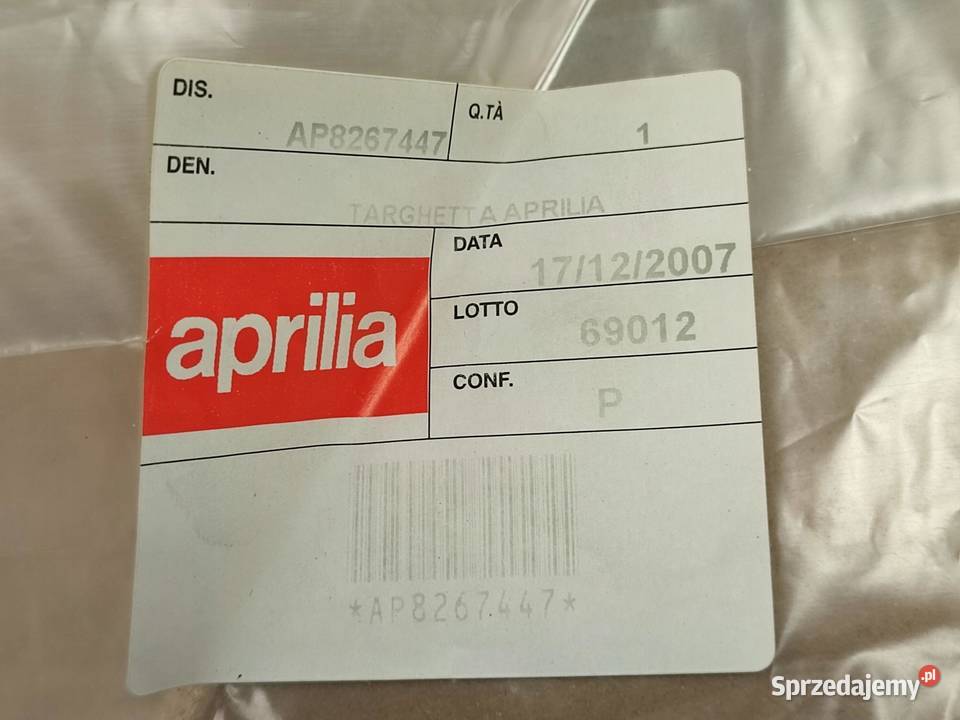 DIS.
AP8267447
Q.TÀ
1
DEN.
TARGHETTA APRILIA
aprilia
DATA
17/12/2007
LOTTO
69012
CONF.
P
*AP8267447*
Sprzedajemy.pl